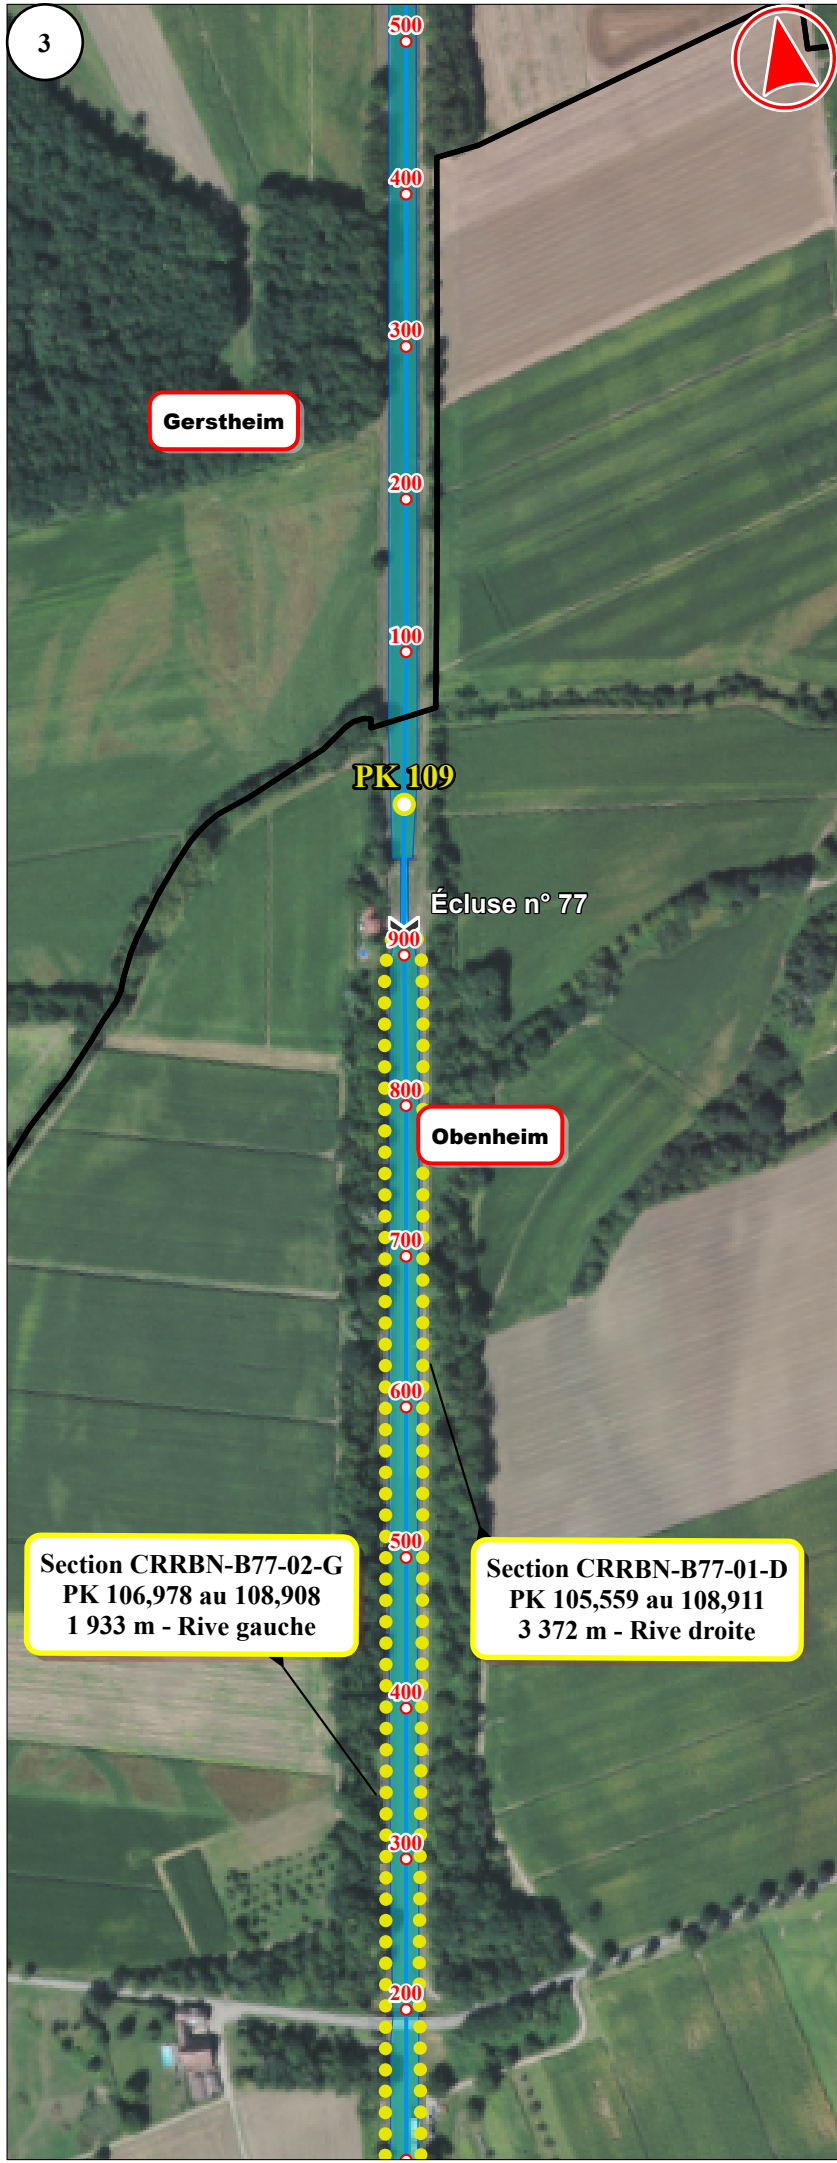 3
500
400
300
Gerstheim
200
100
PK 109
Écluse n° 77
900
800
Obenheim
700
600
500
Section CRRBN-B77-02-G
PK 106,978 au 108,908
1 933 m - Rive gauche
Section CRRBN-B77-01-D
PK 105,559 au 108,911
3 372 m - Rive droite
400
300
200